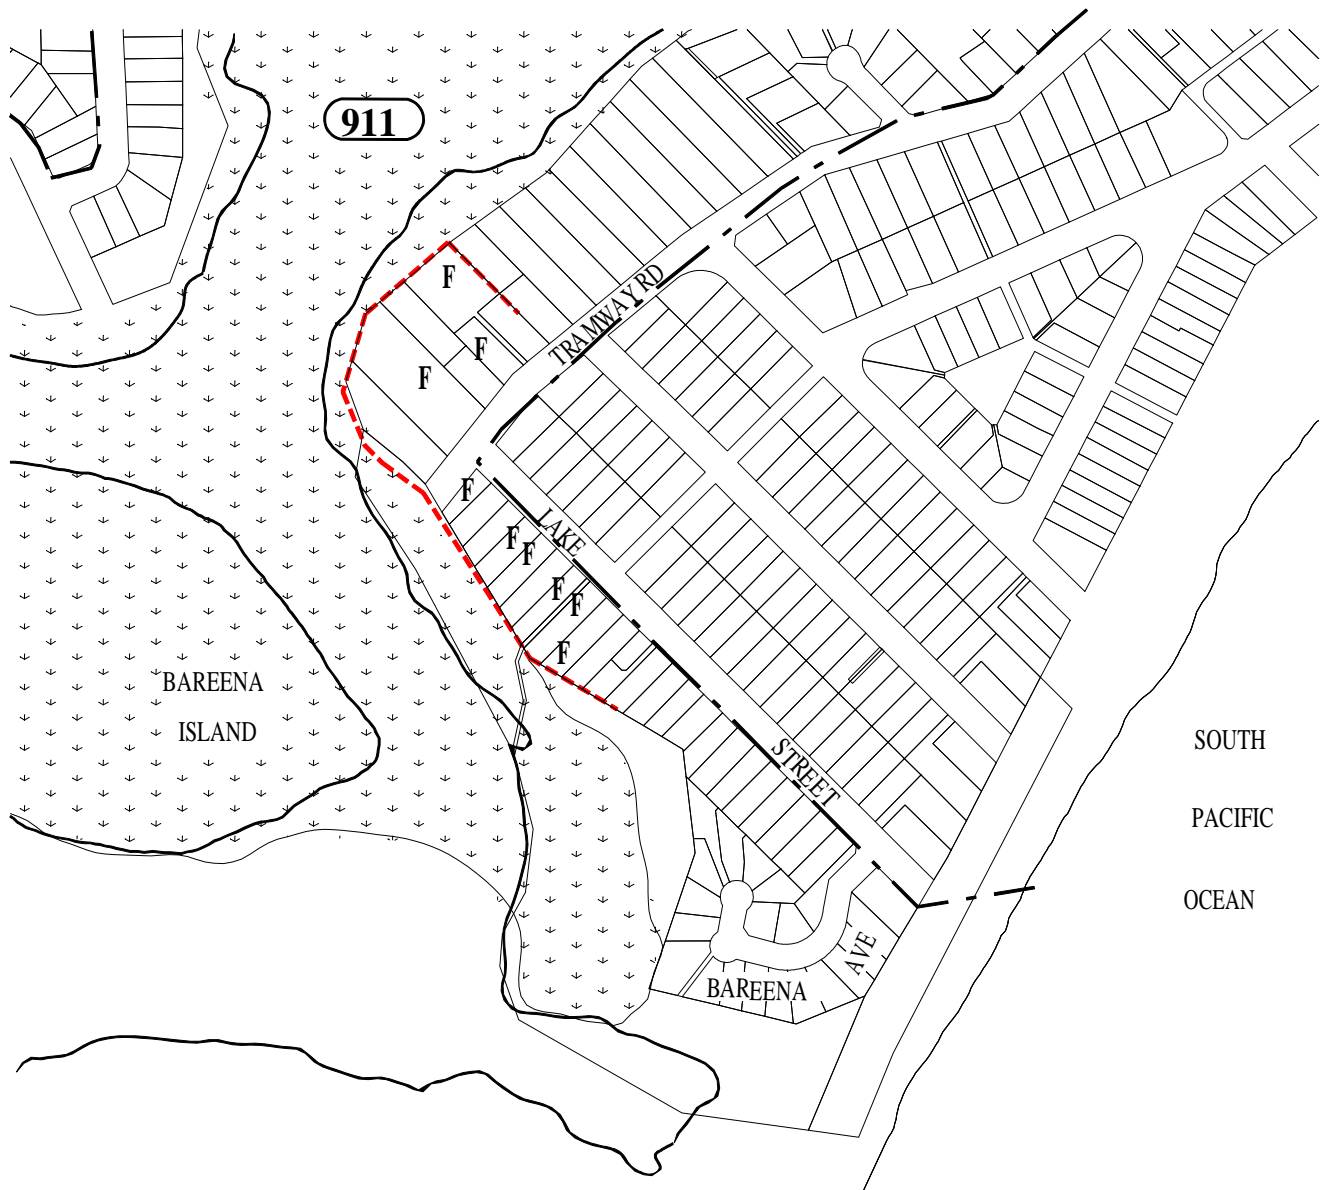 911
F
TRAMWAY RD
F
F
F
LAKE
F
F
F
F
F
BAREENA
ISLAND
STREET
SOUTH
PACIFIC
OCEAN
AVE
BAREENA